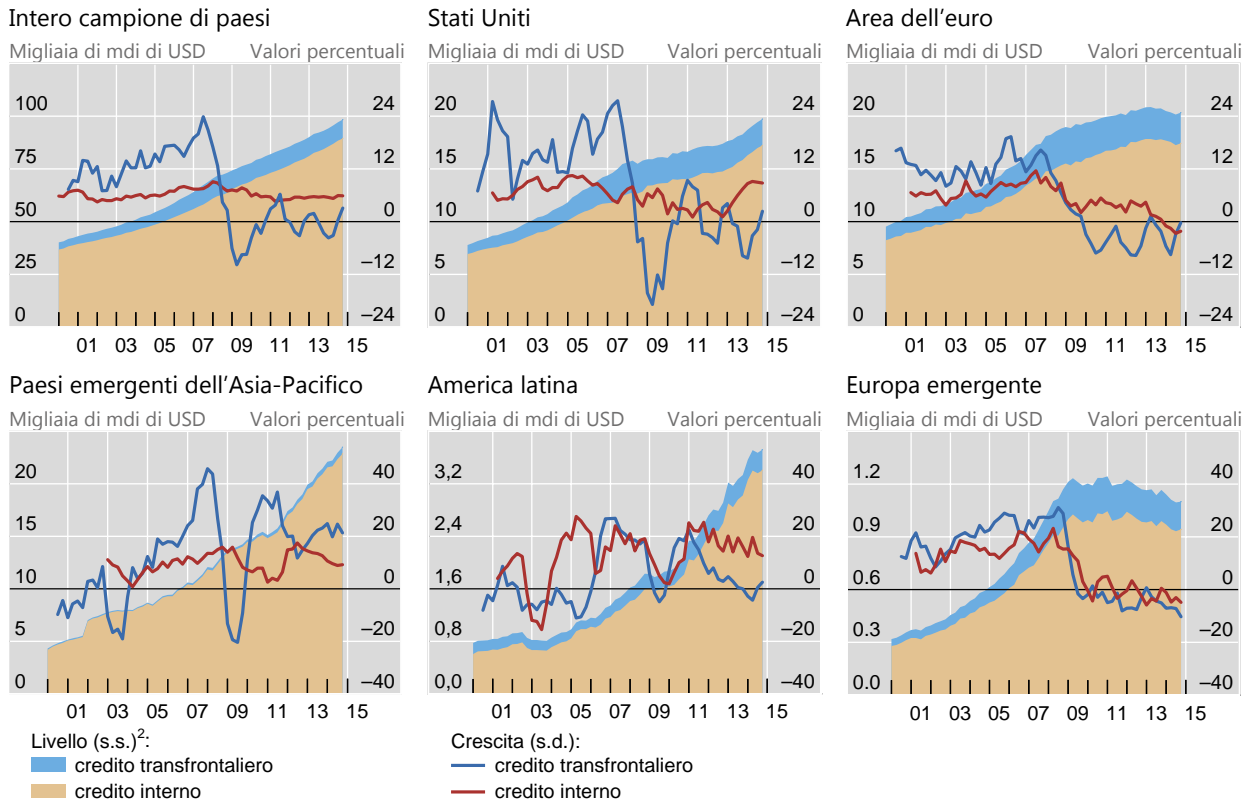 Intero campione di paesi
Migliaia di mdi di USD Valori percentuali
100 24
75 12
50 0
25 –12
0 –24
01 03 05 07 09 11 13 15
Stati Uniti
Migliaia di mdi di USD Valori percentuali
20 24
15 12
10 0
5 –12
0 –24
01 03 05 07 09 11 13 15
Area dell'euro
Migliaia di mdi di USD Valori percentuali
20 24
15 12
10 0
5 –12
0 –24
01 03 05 07 09 11 13 15
Paesi emergenti dell'Asia-Pacifico
Migliaia di mdi di USD Valori percentuali
20 40
15 20
10 0
5 –20
0 –40
01 03 05 07 09 11 13 15
America latina
Migliaia di mdi di USD Valori percentuali
3,2 40
2,4 20
1,6 0
0,8 –20
0,0 –40
01 03 05 07 09 11 13 15
Europa emergente
Migliaia di mdi di USD Valori percentuali
1.2 40
0.9 20
0.6 0
0.3 –20
0.0 –40
01 03 05 07 09 11 13 15
Livello (s.s.)²:
credito transfrontaliero
credito interno
Crescita (s.d.):
credito transfrontaliero
credito interno